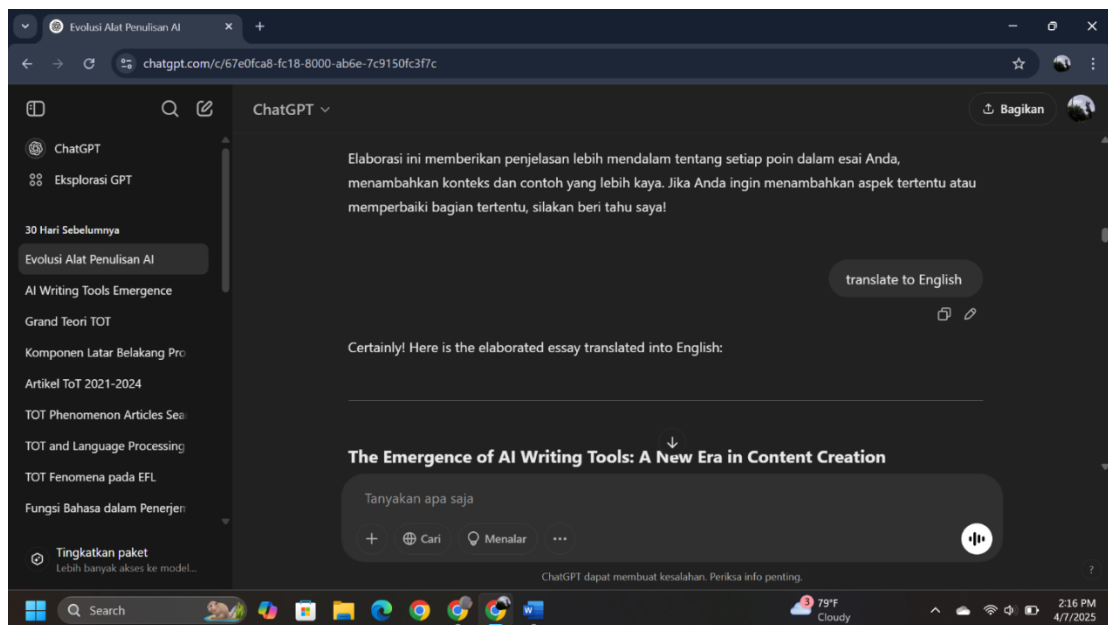 Evolusi Alat Penulisan AI
chatgpt.com/c/67e0fca8-fc18-8000-ab6e-7c9150fc3f7c
ChatGPT
Bagikan
ChatGPT
Eksplorasi GPT
30 Hari Sebelumnya
Evolusi Alat Penulisan AI
AI Writing Tools Emergence
Grand Teori TOT
Komponen Latar Belakang Pro
Artikel ToT 2021-2024
TOT Phenomenon Articles Sea
TOT and Language Processing
TOT Fenomena pada EFL
Fungsi Bahasa dalam Penerjem
Tingkatkan paket
Lebih banyak akses ke model...
Elaborasi ini memberikan penjelasan lebih mendalam tentang setiap poin dalam esai Anda,
menambahkan konteks dan contoh yang lebih kaya. Jika Anda ingin menambahkan aspek tertentu atau
memperbaiki bagian tertentu, silakan beri tahu saya!
translate to English
Certainly! Here is the elaborated essay translated into English:
The Emergence of AI Writing Tools: A New Era in Content Creation
Tanyakan apa saja
Cari
Menalar
ChatGPT dapat membuat kesalahan. Periksa info penting.
?
Search
3
79°F
Cloudy
2:16 PM
4/7/2025